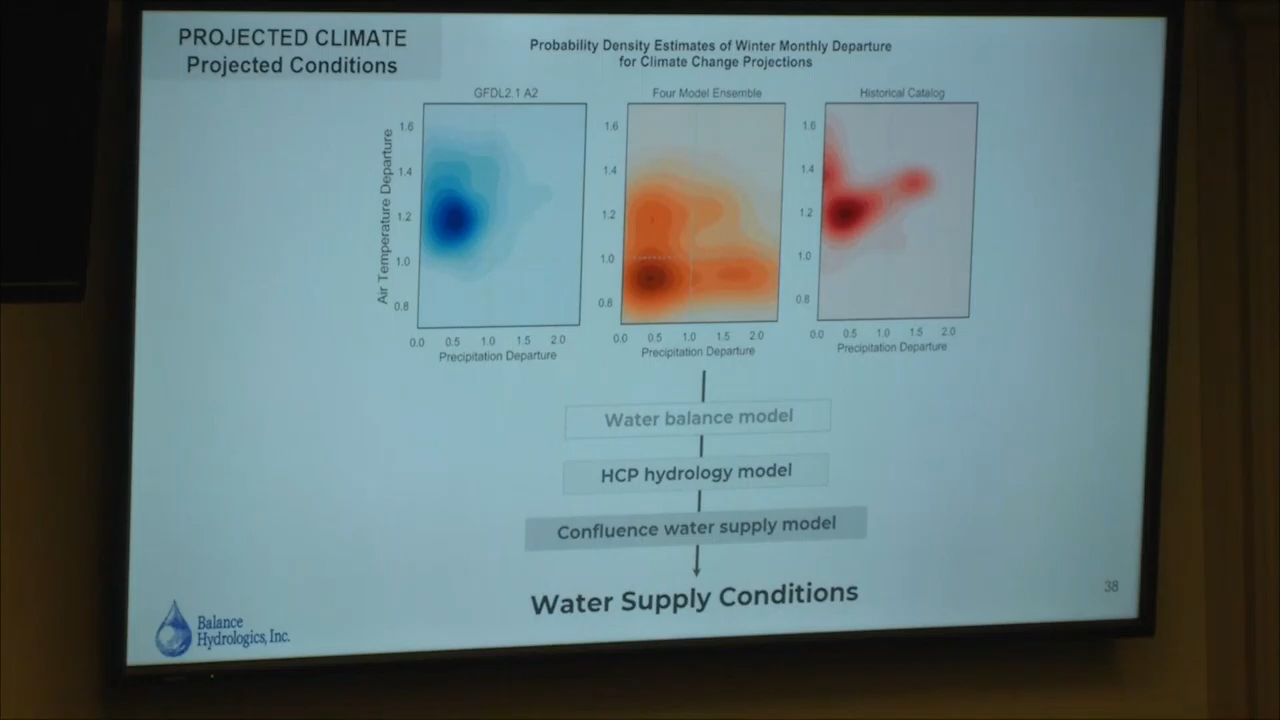 PROJECTED CLIMATE
Projected Conditions
Probability Density Estimates of Winter Monthly Departure
for Climate Change Projections
GFDL2.1 A2
Four Model Ensemble
Historical Catalog
Air Temperature Departure
1.6
1.4
1.2
1.0
0.8
1.6
1.4
1.2
1.0
0.8
1.6
1.4
1.2
1.0
0.8
0.0 0.5 1.0 1.5 2.0
0.0 0.5 1.0 1.5 2.0
0.0 0.5 1.0 1.5 2.0
Precipitation Departure
Precipitation Departure
Precipitation Departure
Water balance model
HCP hydrology model
Confluence water supply model
Water Supply Conditions
38
Balance
Hydrologics, Inc.